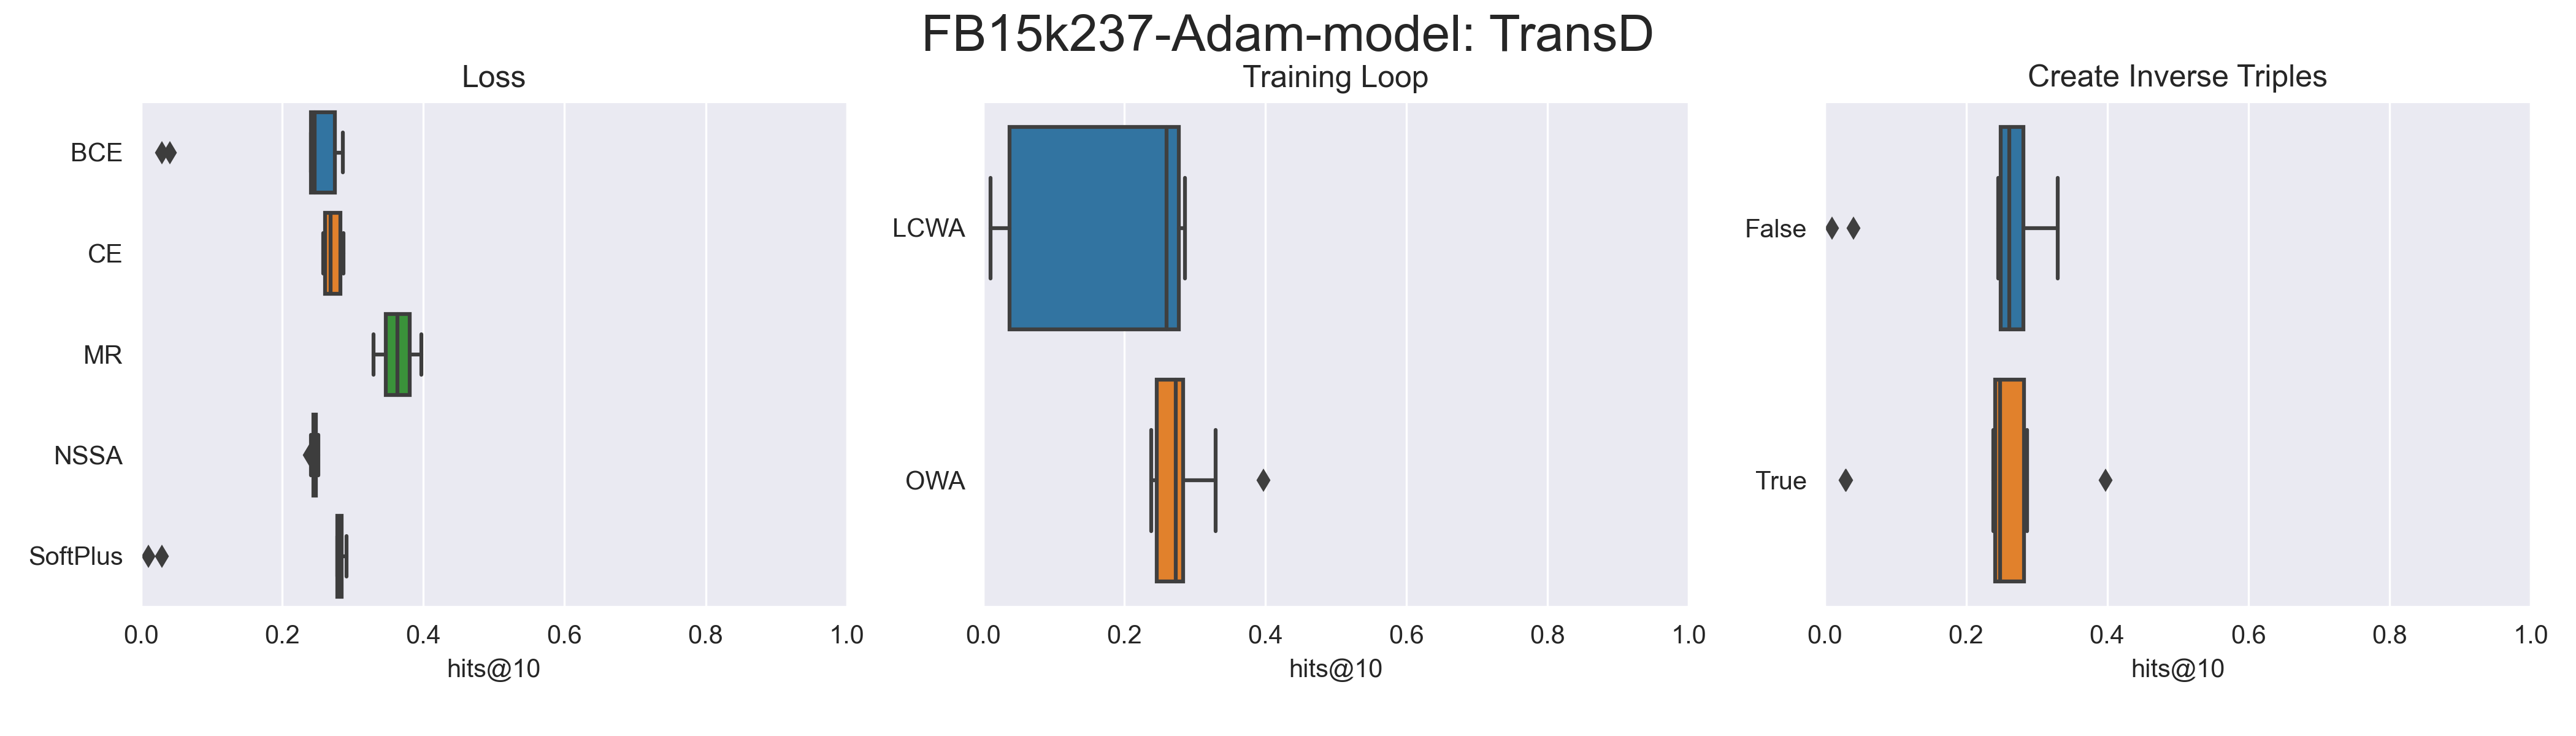 FB15k237-Adam-model: TransD
Loss
BCE
CE
MR
NSSA
SoftPlus
0.0 0.2 0.4 0.6 0.8 1.0
hits@10
Training Loop
LCWA
OWA
0.0 0.2 0.4 0.6 0.8 1.0
hits@10
Create Inverse Triples
False
True
0.0 0.2 0.4 0.6 0.8 1.0
hits@10